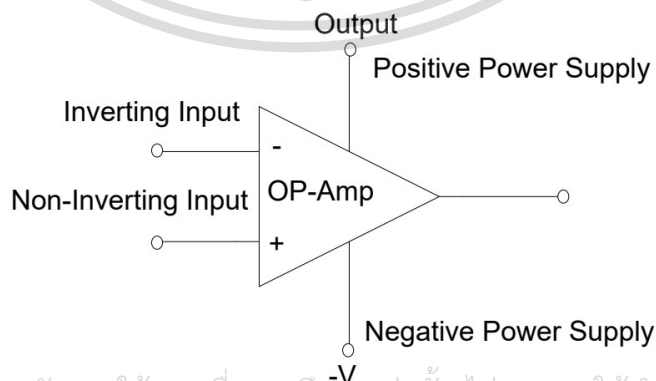 Output
Positive Power Supply
Inverting Input
-
OP-Amp
Non-Inverting Input
+
Negative Power Supply
-V